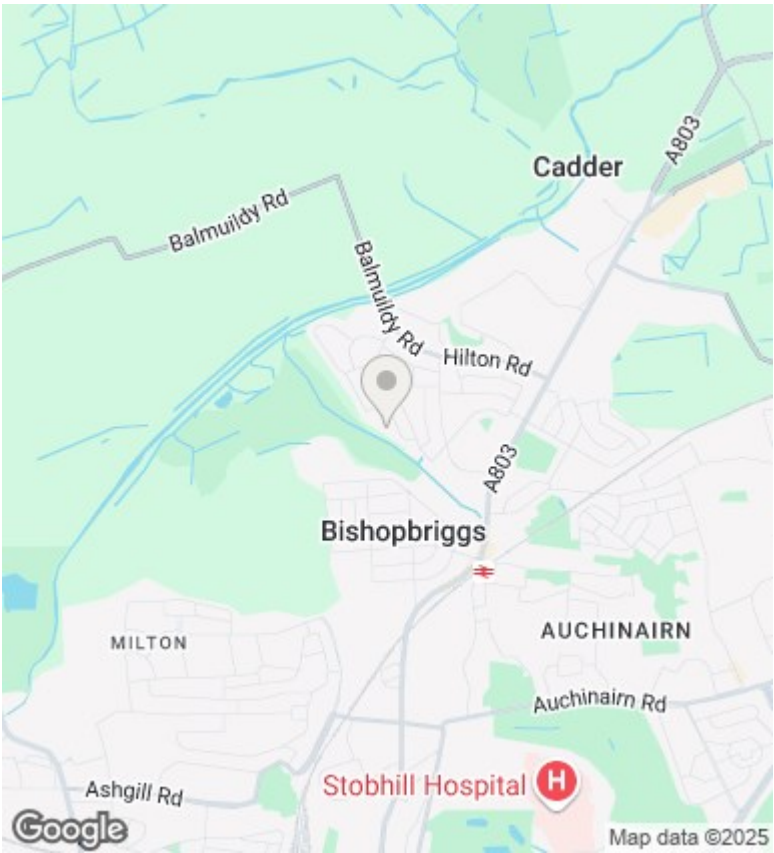 Cadder
A803
Balmuildy Rd
Balmuildy Rd
Hilton Rd
A803
Bishopbriggs
AUCHINAIRN
MILTON
Auchinairn Rd
Stobhill Hospital H
Ashgill Rd
Google
Map data ©2025